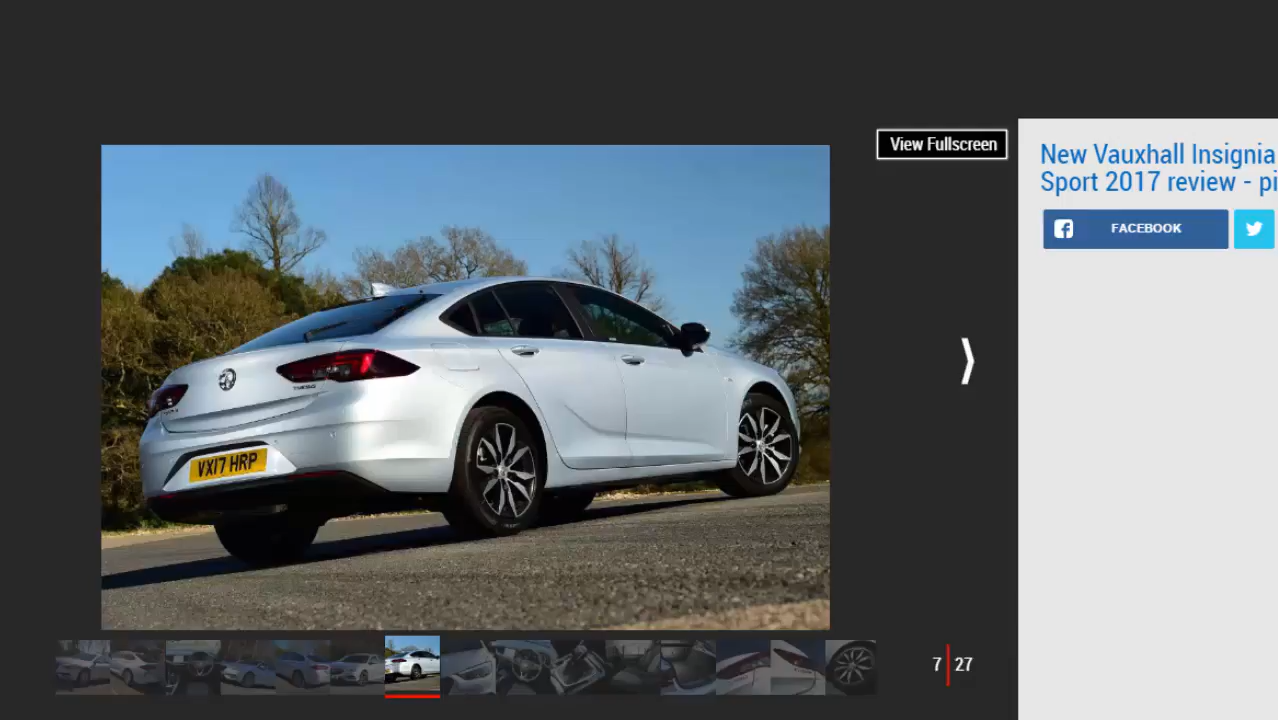 View Fullscreen
New Vauxhall Insignia
Sport 2017 review - pi
FACEBOOK
VX17 HRP
7 27